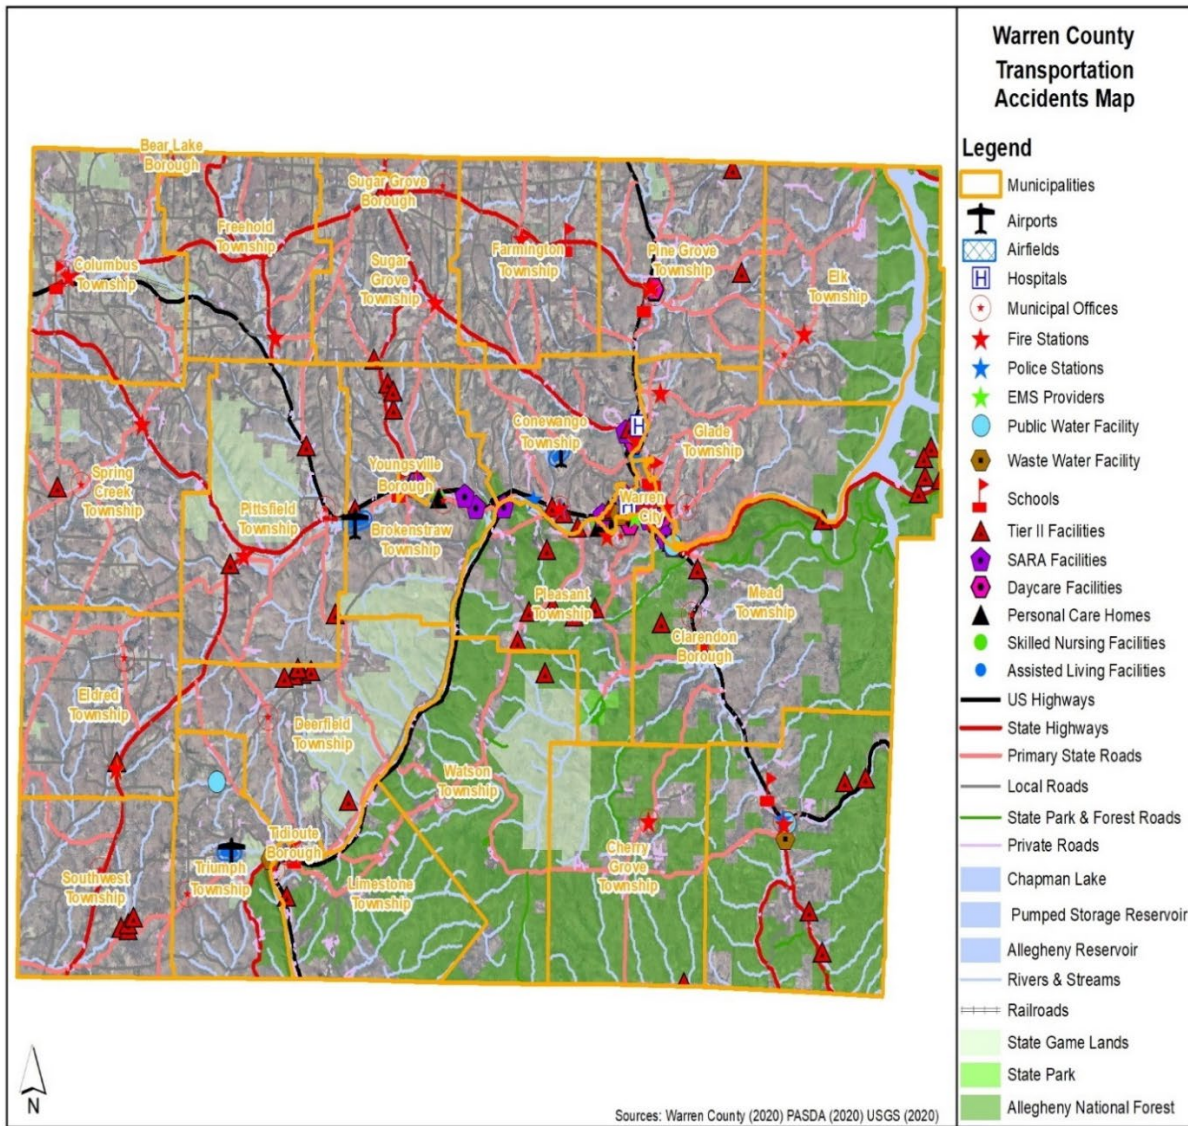 Warren County
Transportation
Accidents Map
Legend
Municipalities
Airports
Airfields
Hospitals
Municipal Offices
Fire Stations
Police Stations
EMS Providers
Public Water Facility
Waste Water Facility
Schools
Tier II Facilities
SARA Facilities
Daycare Facilities
Personal Care Homes
Skilled Nursing Facilities
Assisted Living Facilities
US Highways
State Highways
Primary State Roads
Local Roads
State Park & Forest Roads
Private Roads
Chapman Lake
Pumped Storage Reservoir
Allegheny Reservoir
Rivers & Streams
Railroads
State Game Lands
State Park
Allegheny National Forest
Bear Lake
Borough
Sugar Grove
Borough
Freehold
Township
Farmington
Township
Pine Grove
Township
Columbus
Township
Sugar
Grove
Township
Elk
Township
Conewango
Township
Glade
Township
Spring
Creek
Township
Youngsville
Borough
Pittsfield
Township
Warren
City
Brokenstraw
Township
Pleasant
Township
Mead
Township
Clarendon
Borough
Eldred
Township
Deerfield
Township
Watson
Township
Tidioute
Borough
Cherry
Grove
Township
Southwest
Township
Triumph
Township
Limestone
Township
H
H
H
N
Sources: Warren County (2020) PASDA (2020) USGS (2020)